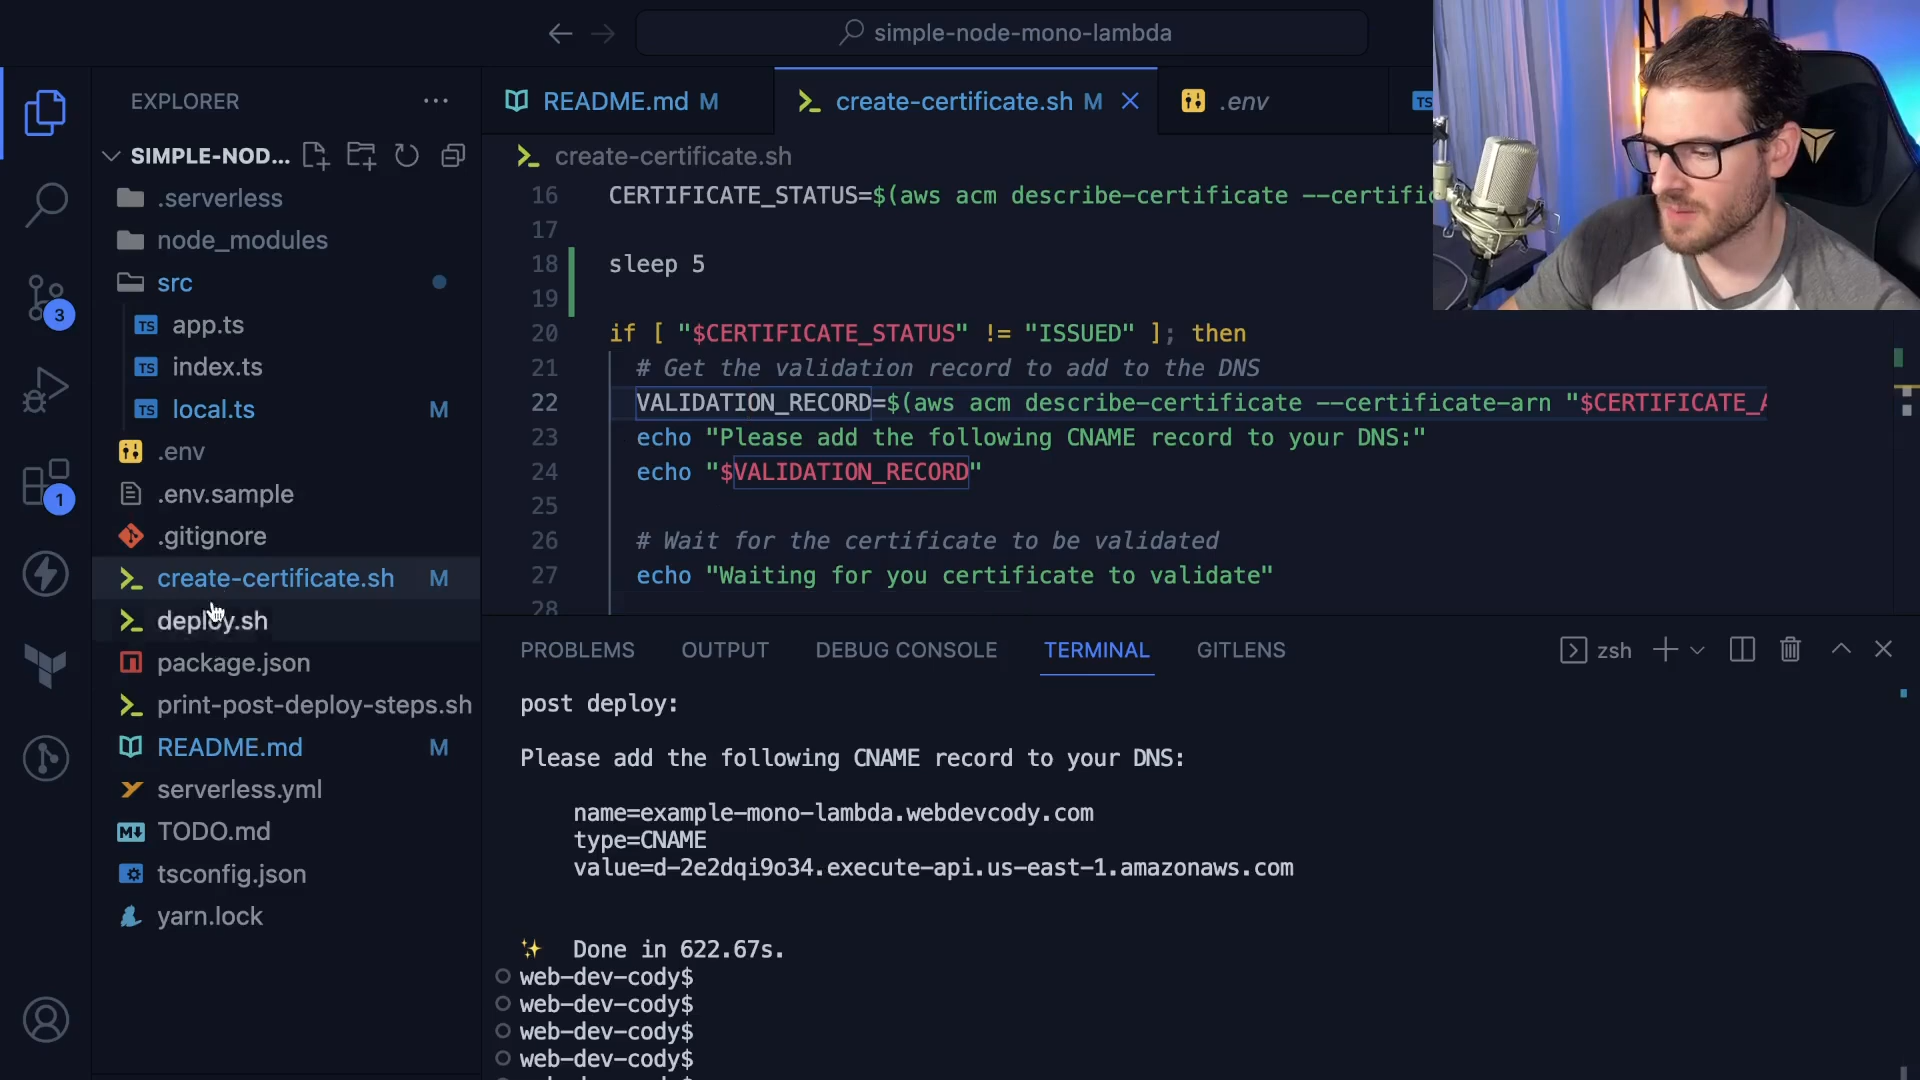 simple-node-mono-lambda
EXPLORER
SIMPLE-NOD...
.serverless
node_modules
src
app.ts
index.ts
local.ts M
.env
.env.sample
.gitignore
create-certificate.sh M
deploy.sh
package.json
print-post-deploy-steps.sh
README.md M
serverless.yml
TODO.md
tsconfig.json
yarn.lock
3
1
README.md M
create-certificate.sh M
.env
TS
create-certificate.sh
16 CERTIFICATE_STATUS=$(aws acm describe-certificate --certific
17
18 sleep 5
19
20 if [ "$CERTIFICATE_STATUS" != "ISSUED" ]; then
21 # Get the validation record to add to the DNS
22 VALIDATION_RECORD=$(aws acm describe-certificate --certificate-arn "$CERTIFICATE_A
23 echo "Please add the following CNAME record to your DNS:"
24 echo "$VALIDATION_RECORD"
25
26 # Wait for the certificate to be validated
27 echo "Waiting for you certificate to validate"
28
PROBLEMS OUTPUT DEBUG CONSOLE TERMINAL GITLENS
zsh
post deploy:
Please add the following CNAME record to your DNS:
name=example-mono-lambda.webdevcody.com
type=CNAME
value=d-2e2dqi9o34.execute-api.us-east-1.amazonaws.com
✨ Done in 622.67s.
web-dev-cody$
web-dev-cody$
web-dev-cody$
web-dev-cody$